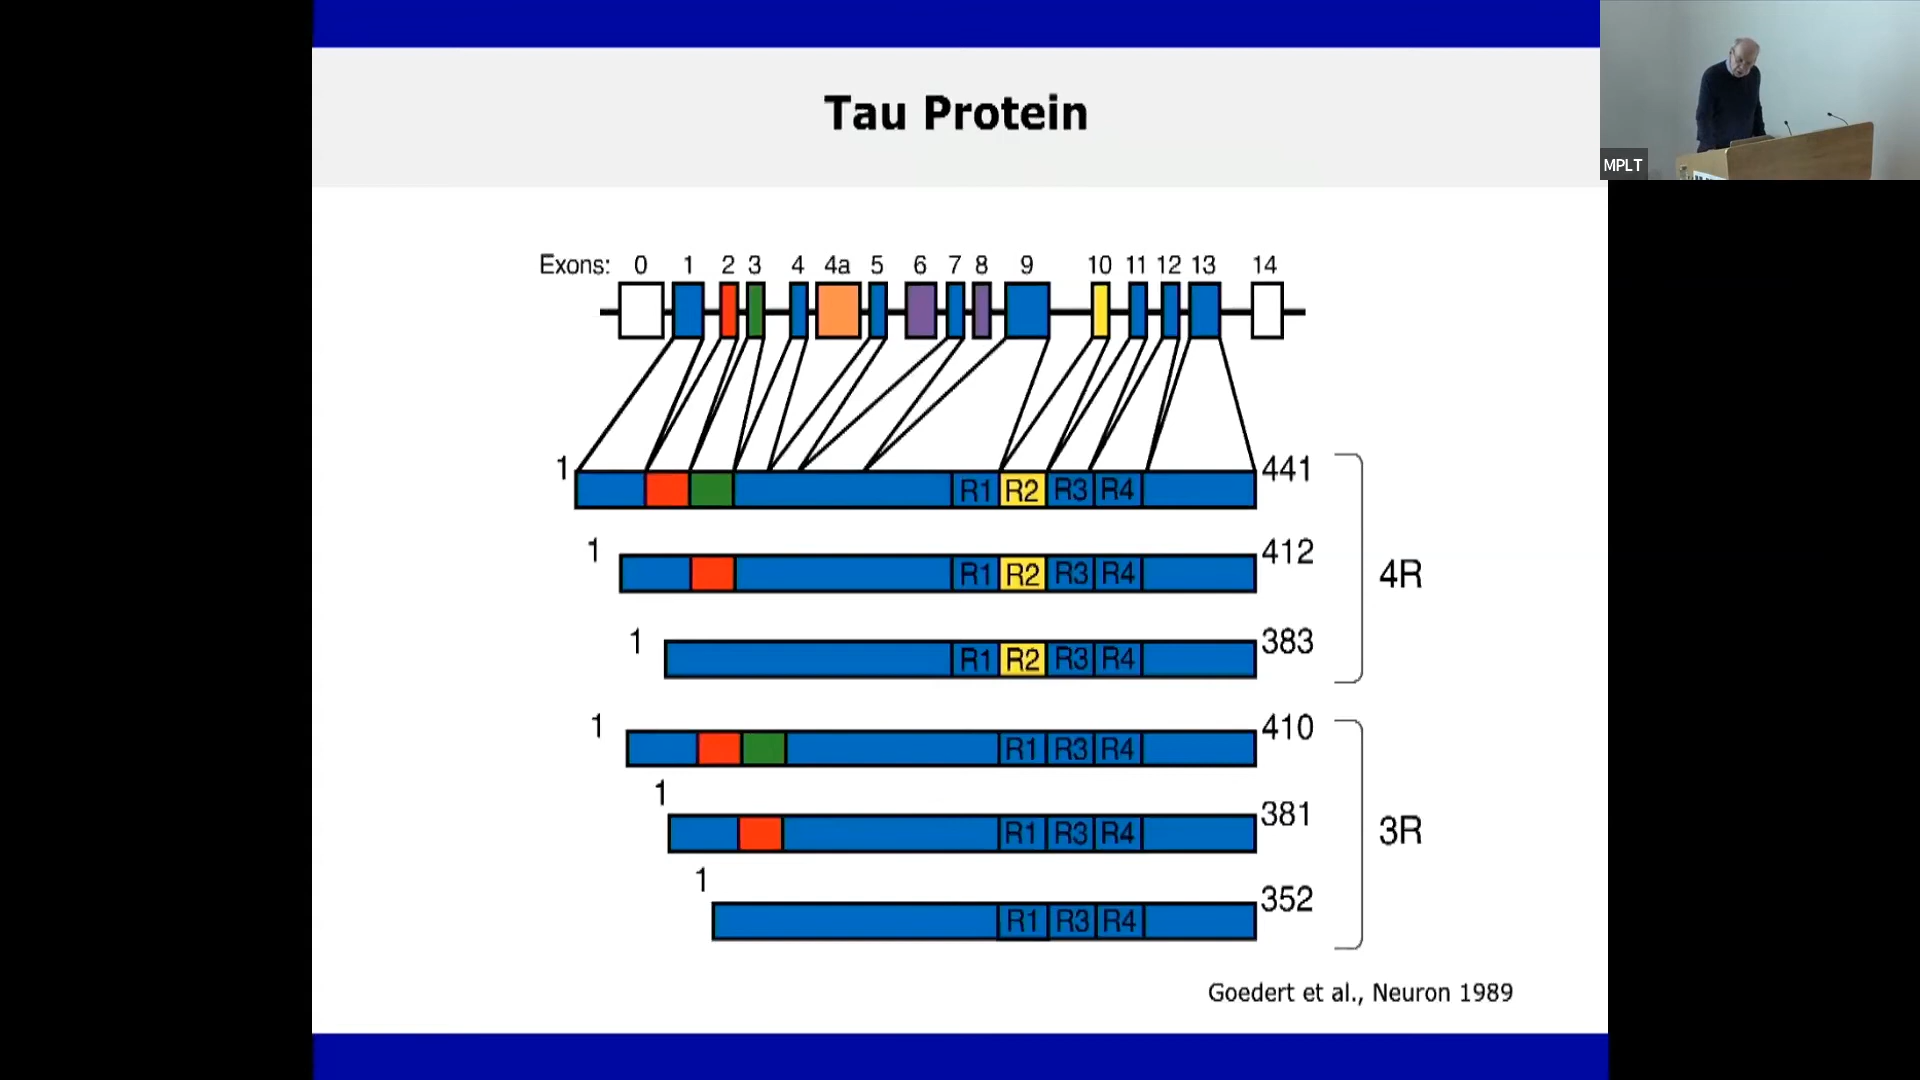 Tau Protein
MPLT
Exons: 0 1 2 3 4 4a 5 6 7 8 9 10 11 12 13 14
1 441
R1 R2 R3 R4
1 412
R1 R2 R3 R4
4R
1 383
R1 R2 R3 R4
1 410
R1 R3 R4
1 381
R1 R3 R4
3R
1 352
R1 R3 R4
Goedert et al., Neuron 1989